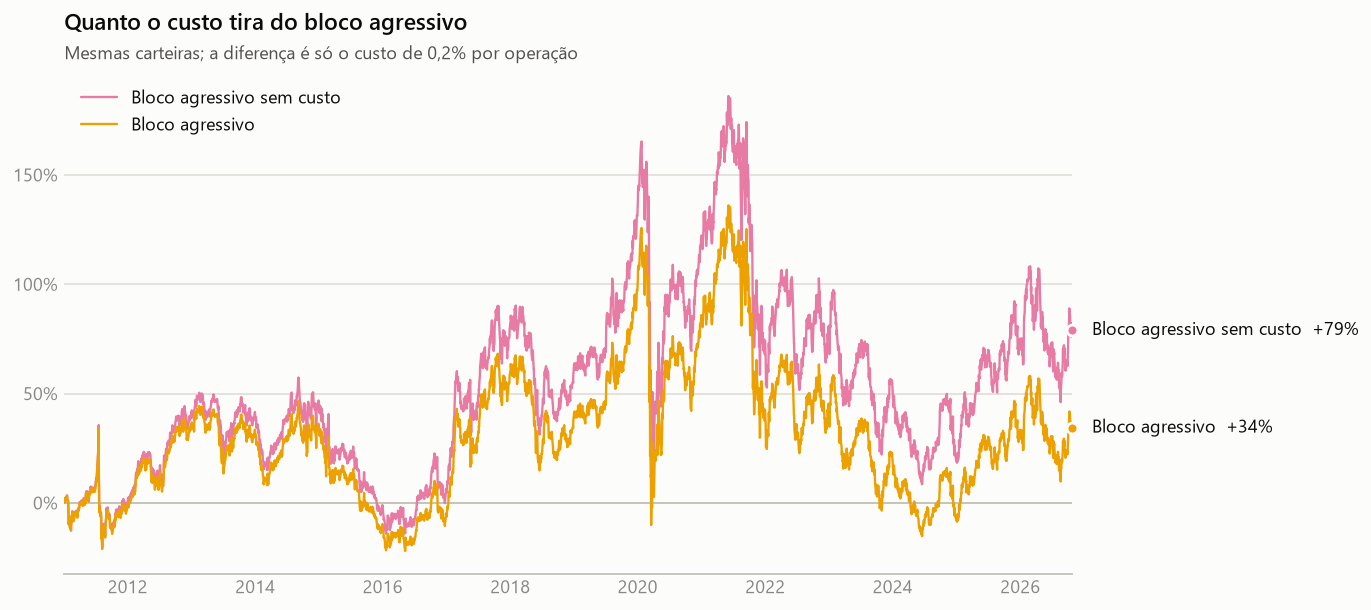 Quanto o custo tira do bloco agressivo
Mesmas carteiras; a diferença é só o custo de 0,2% por operação
Bloco agressivo sem custo
Bloco agressivo
150%
100%
50%
0%
Bloco agressivo sem custo +79%
Bloco agressivo +34%
2012 2014 2016 2018 2020 2022 2024 2026